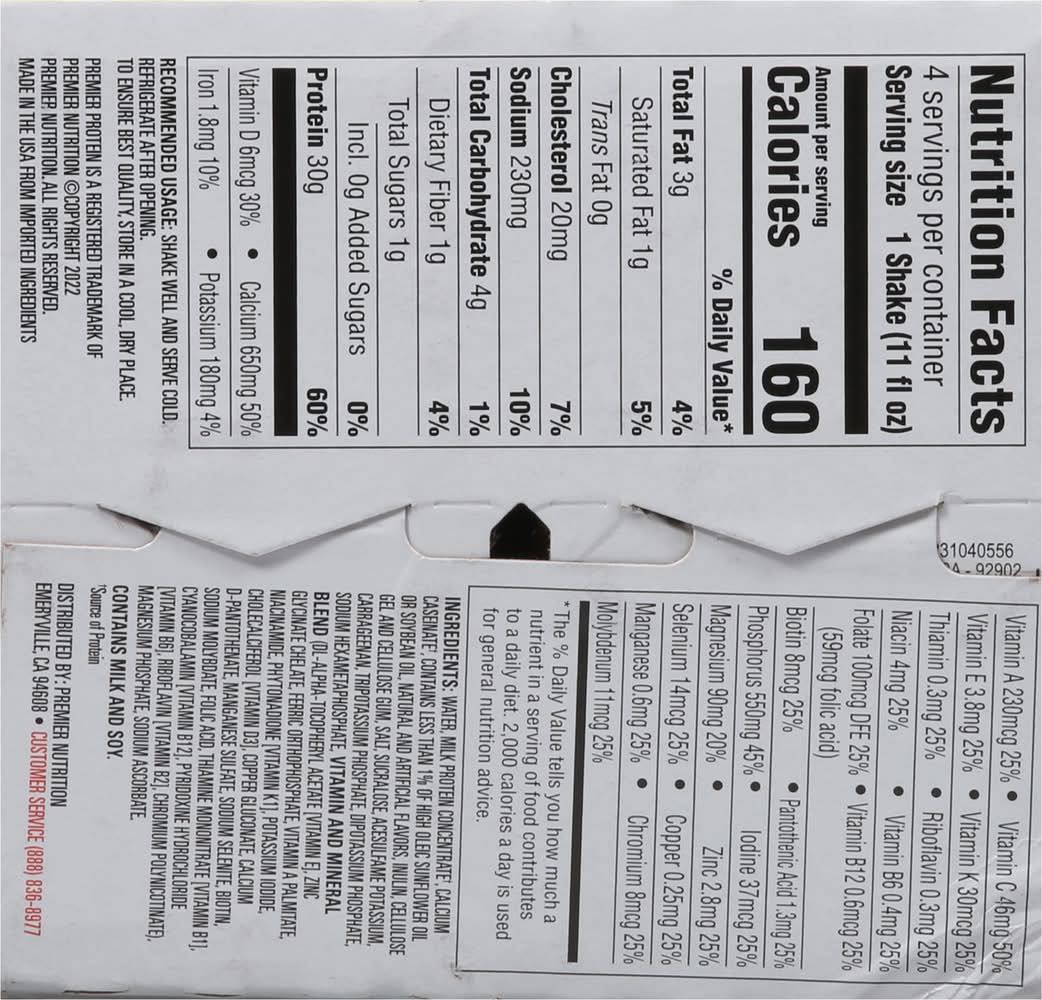 Nutrition Facts
4 servings per container
Serving size 1 Shake (11 fl oz)
Amount per serving
Calories 160
% Daily Value*
Total Fat 3g 4%
Saturated Fat 1g 5%
Trans Fat 0g
Cholesterol 20mg 7%
Sodium 230mg 10%
Total Carbohydrate 4g 1%
Dietary Fiber 1g 4%
Total Sugars 1g
Incl. 0g Added Sugars 0%
Protein 30g 60%
Vitamin D 6mcg 30% • Calcium 650mg 50%
Iron 1.8mg 10% • Potassium 180mg 4%
RECOMMENDED USAGE: SHAKE WELL AND SERVE COLD.
REFRIGERATE AFTER OPENING.
TO ENSURE BEST QUALITY, STORE IN A COOL, DRY PLACE.
PREMIER PROTEIN IS A REGISTERED TRADEMARK OF
PREMIER NUTRITION ©COPYRIGHT 2022
PREMIER NUTRITION. ALL RIGHTS RESERVED.
MADE IN THE USA FROM IMPORTED INGREDIENTS
31040556
A - 92902
Vitamin A 230mcg 25% • Vitamin C 46mg 50%
Vitamin E 3.8mg 25% • Vitamin K 30mcg 25%
Thiamin 0.3mg 25% • Riboflavin 0.3mg 25%
Niacin 4mg 25% • Vitamin B6 0.4mg 25%
Folate 100mcg DFE 25% • Vitamin B12 0.6mcg 25%
(59mcg folic acid)
Biotin 8mcg 25% • Pantothenic Acid 1.3mg 25%
Phosphorus 550mg 45% • Iodine 37mcg 25%
Magnesium 90mg 20% • Zinc 2.8mg 25%
Selenium 14mcg 25% • Copper 0.25mg 25%
Manganese 0.6mg 25% • Chromium 8mcg 25%
Molybdenum 11mcg 25%
*The % Daily Value tells you how much a
nutrient in a serving of food contributes
to a daily diet. 2,000 calories a day is used
for general nutrition advice.
INGREDIENTS: WATER, MILK PROTEIN CONCENTRATE†, CALCIUM
CASEINATE†, CONTAINS LESS THAN 1% OF HIGH OLEIC SUNFLOWER OIL
OR SOYBEAN OIL, NATURAL AND ARTIFICIAL FLAVORS, INULIN, CELLULOSE
GEL AND CELLULOSE GUM, SALT, SUCRALOSE, ACESULFAME POTASSIUM,
CARRAGEENAN, TRIPOTASSIUM PHOSPHATE, DIPOTASSIUM PHOSPHATE,
SODIUM HEXAMETAPHOSPHATE, VITAMIN AND MINERAL
BLEND (DL-ALPHA-TOCOPHERYL ACETATE [VITAMIN E], ZINC
GLYCINATE CHELATE, FERRIC ORTHOPHOSPHATE, VITAMIN A PALMITATE,
NIACINAMIDE, PHYTONADIONE [VITAMIN K1], POTASSIUM IODIDE,
CHOLECALCIFEROL [VITAMIN D3], COPPER GLUCONATE CALCIUM
D-PANTOTHENATE, MANGANESE SULFATE, SODIUM SELENITE, BIOTIN,
SODIUM MOLYBDATE, FOLIC ACID, THIAMINE MONONITRATE [VITAMIN B1],
CYANOCOBALAMIN [VITAMIN B12], PYRIDOXINE HYDROCHLORIDE
[VITAMIN B6], RIBOFLAVIN [VITAMIN B2], CHROMIUM POLYNICOTINATE),
MAGNESIUM PHOSPHATE, SODIUM ASCORBATE.
CONTAINS MILK AND SOY.
†Source of Protein
DISTRIBUTED BY: PREMIER NUTRITION
EMERYVILLE, CA 94608 • CUSTOMER SERVICE (888) 836-8977